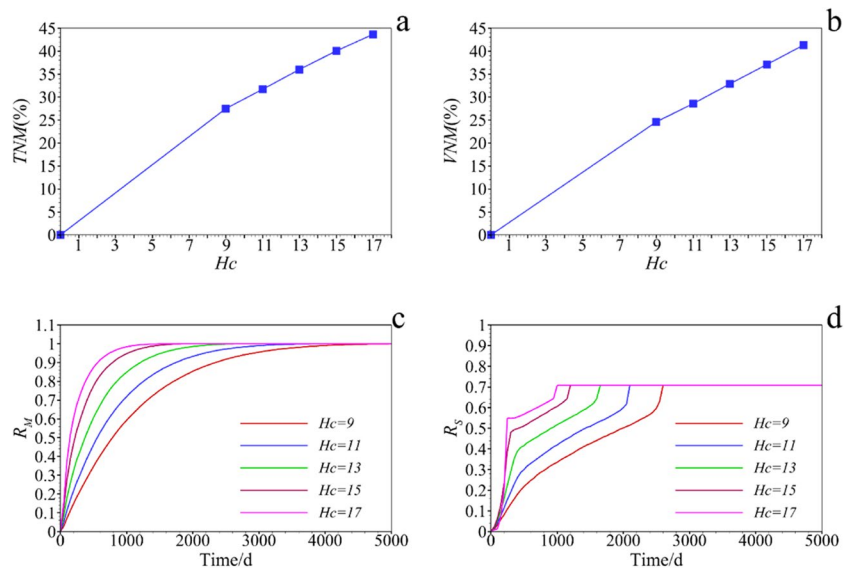 a
45
40
35
30
25
20
15
10
5
0
TNM(%)
1 3 5 7 9 11 13 15 17
Hc
b
45
40
35
30
25
20
15
10
5
0
VNM(%)
1 3 5 7 9 11 13 15 17
Hc
c
1.1
1
0.9
0.8
0.7
0.6
0.5
0.4
0.3
0.2
0.1
0
R_M
Hc=9
Hc=11
Hc=13
Hc=15
Hc=17
0 1000 2000 3000 4000 5000
Time/d
d
1
0.9
0.8
0.7
0.6
0.5
0.4
0.3
0.2
0.1
0
R_S
Hc=9
Hc=11
Hc=13
Hc=15
Hc=17
0 1000 2000 3000 4000 5000
Time/d